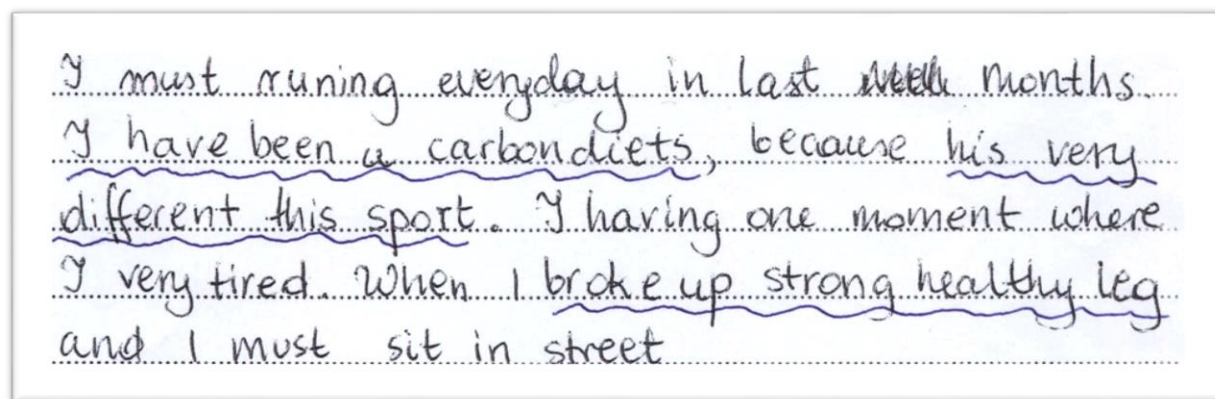 I must runing everyday in last months.
I have been a carbondiets, because his very
different this sport. I having one moment where
I very tired. When I broke up strong healthy leg
and I must sit in street